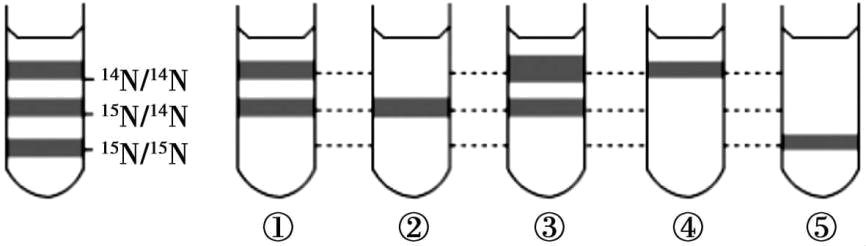 ¹⁴N/¹⁴N
¹⁵N/¹⁴N
¹⁵N/¹⁵N
① ② ③ ④ ⑤